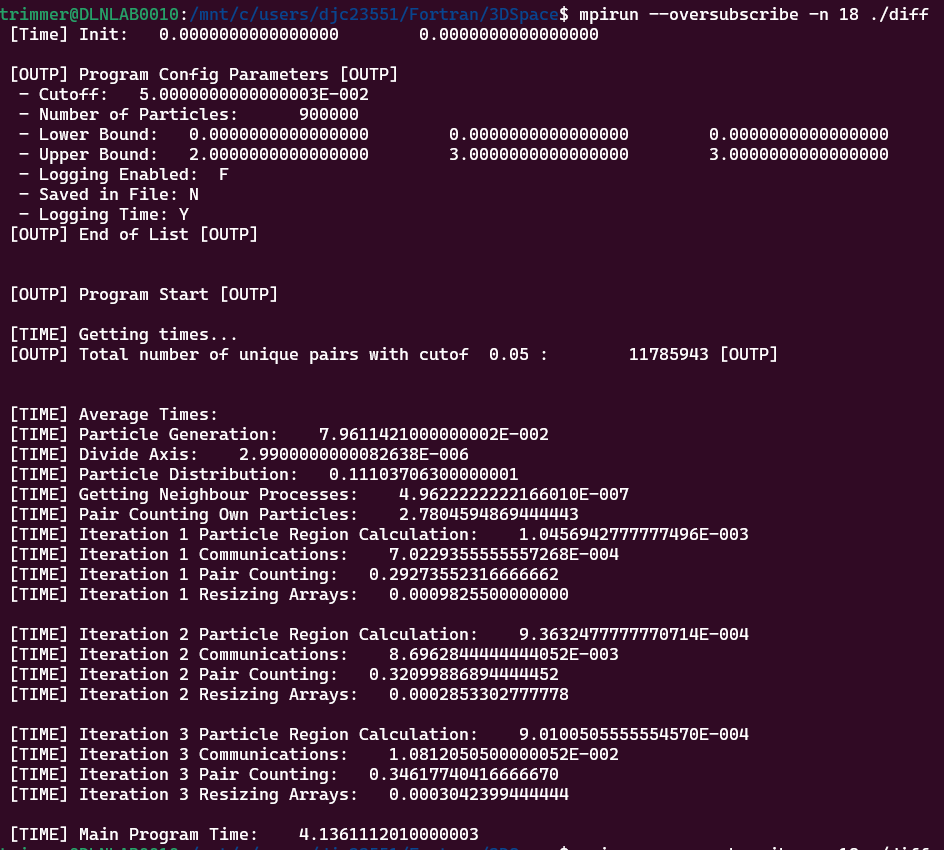 trimmer@DLNLAB0010:/mnt/c/users/djc23551/Fortran/3DSpace$ mpirun --oversubscribe -n 18 ./diff
[Time] Init:   0.0000000000000000        0.0000000000000000
[OUTP] Program Config Parameters [OUTP]
- Cutoff:   5.0000000000000003E-002
- Number of Particles:      900000
- Lower Bound:   0.0000000000000000        0.0000000000000000        0.0000000000000000
- Upper Bound:   2.0000000000000000        3.0000000000000000        3.0000000000000000
- Logging Enabled:  F
- Saved in File: N
- Logging Time: Y
[OUTP] End of List [OUTP]
[OUTP] Program Start [OUTP]
[TIME] Getting times...
[OUTP] Total number of unique pairs with cutof  0.05 :        11785943 [OUTP]
[TIME] Average Times:
[TIME] Particle Generation:    7.9611421000000002E-002
[TIME] Divide Axis:    2.9900000000082638E-006
[TIME] Particle Distribution:   0.11103706300000001
[TIME] Getting Neighbour Processes:    4.9622222222166010E-007
[TIME] Pair Counting Own Particles:    2.7804594869444443
[TIME] Iteration 1 Particle Region Calculation:    1.0456942777777496E-003
[TIME] Iteration 1 Communications:    7.0229355555557268E-004
[TIME] Iteration 1 Pair Counting:   0.29273552316666662
[TIME] Iteration 1 Resizing Arrays:   0.0009825500000000
[TIME] Iteration 2 Particle Region Calculation:    9.3632477777770714E-004
[TIME] Iteration 2 Communications:    8.6962844444444052E-003
[TIME] Iteration 2 Pair Counting:   0.32099886894444452
[TIME] Iteration 2 Resizing Arrays:   0.0002853302777778
[TIME] Iteration 3 Particle Region Calculation:    9.0100505555554570E-004
[TIME] Iteration 3 Communications:    1.0812050500000052E-002
[TIME] Iteration 3 Pair Counting:   0.34617740416666670
[TIME] Iteration 3 Resizing Arrays:   0.0003042399444444
[TIME] Main Program Time:    4.1361112010000003